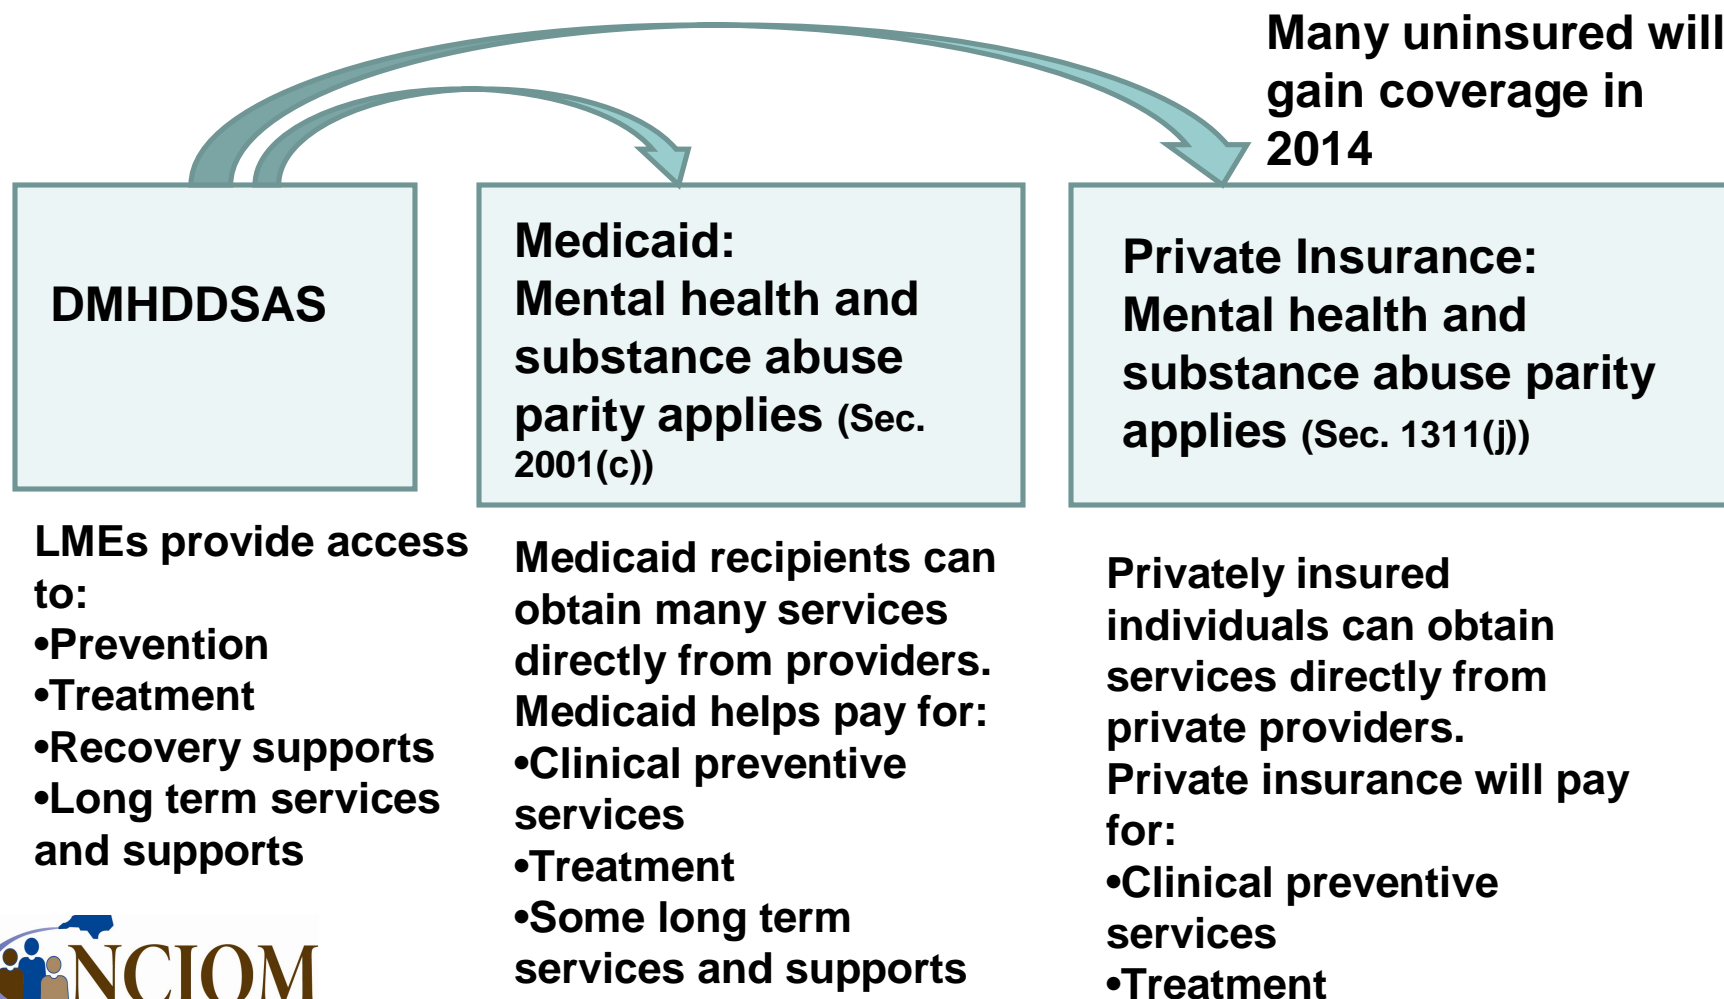 Many uninsured will
gain coverage in
2014
DMHDDSAS
Medicaid:
Mental health and
substance abuse
parity applies (Sec.
2001(c))
Private Insurance:
Mental health and
substance abuse parity
applies (Sec. 1311(j))
LMEs provide access
to:
•Prevention
•Treatment
•Recovery supports
•Long term services
and supports
Medicaid recipients can
obtain many services
directly from providers.
Medicaid helps pay for:
•Clinical preventive
services
•Treatment
•Some long term
services and supports
Privately insured
individuals can obtain
services directly from
private providers.
Private insurance will pay
for:
•Clinical preventive
services
•Treatment
NCIOM